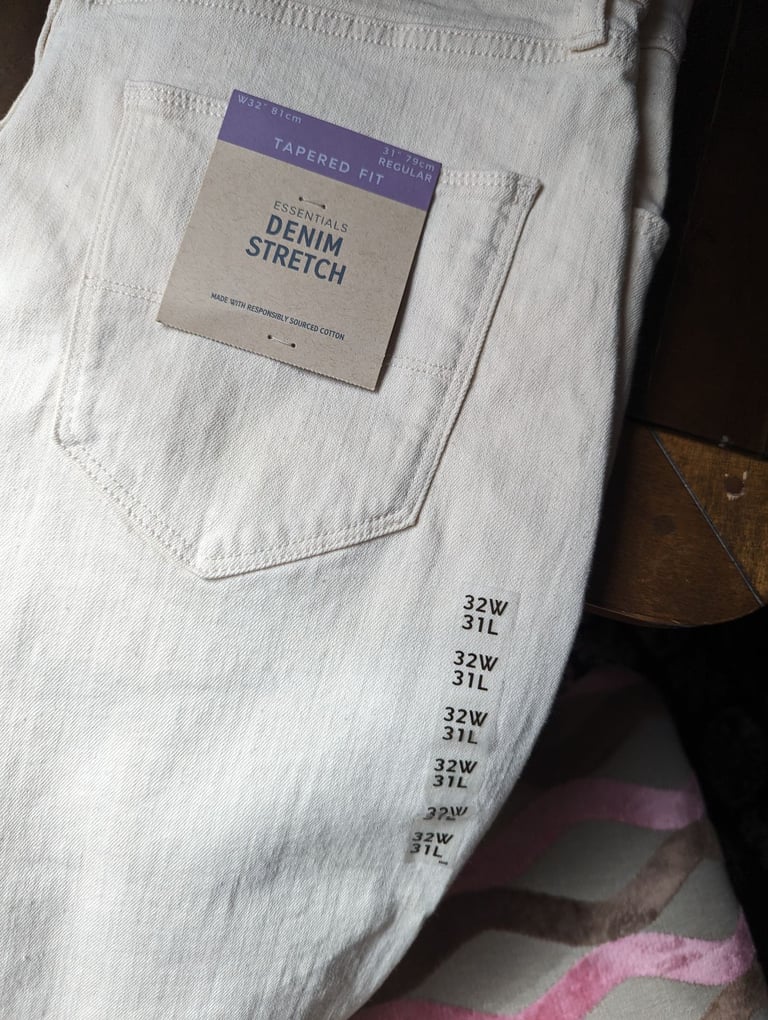 W32" 81cm
31" 79cm
REGULAR
TAPERED FIT
ESSENTIALS
DENIM
STRETCH
MADE WITH RESPONSIBLY SOURCED COTTON
32W
31L
32W
31L
32W
31L
32W
31L
32W
32W
31L